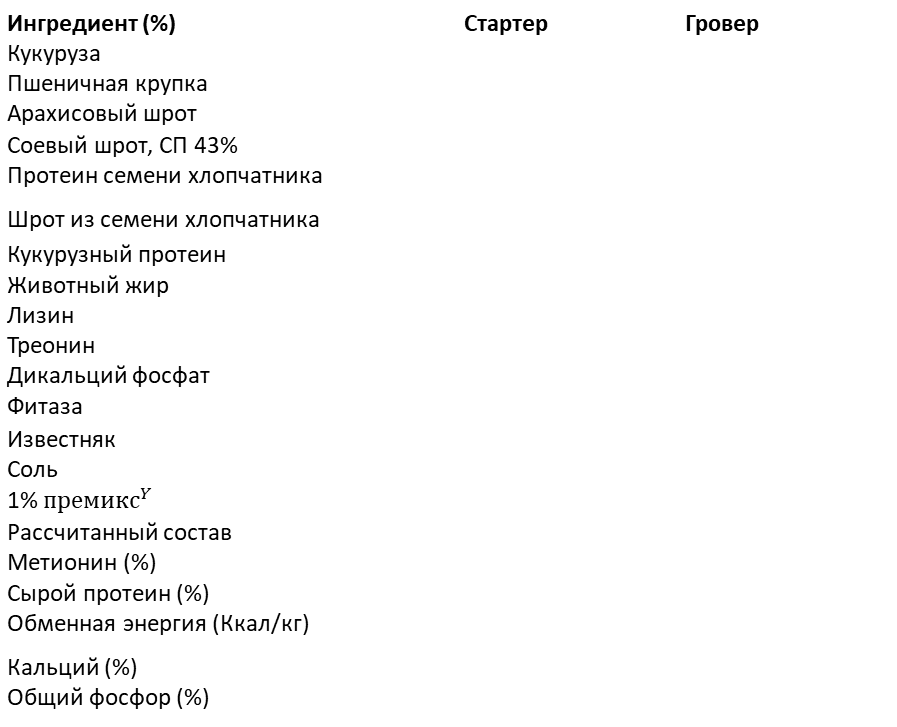 Ингредиент (%) Стартер Гровер
Кукуруза
Пшеничная крупка
Арахисовый шрот
Соевый шрот, СП 43%
Протеин семени хлопчатника
Шрот из семени хлопчатника
Кукурузный протеин
Животный жир
Лизин
Треонин
Дикальций фосфат
Фитаза
Известняк
Соль
1% премикс^Y
Рассчитанный состав
Метионин (%)
Сырой протеин (%)
Обменная энергия (Ккал/кг)
Кальций (%)
Общий фосфор (%)